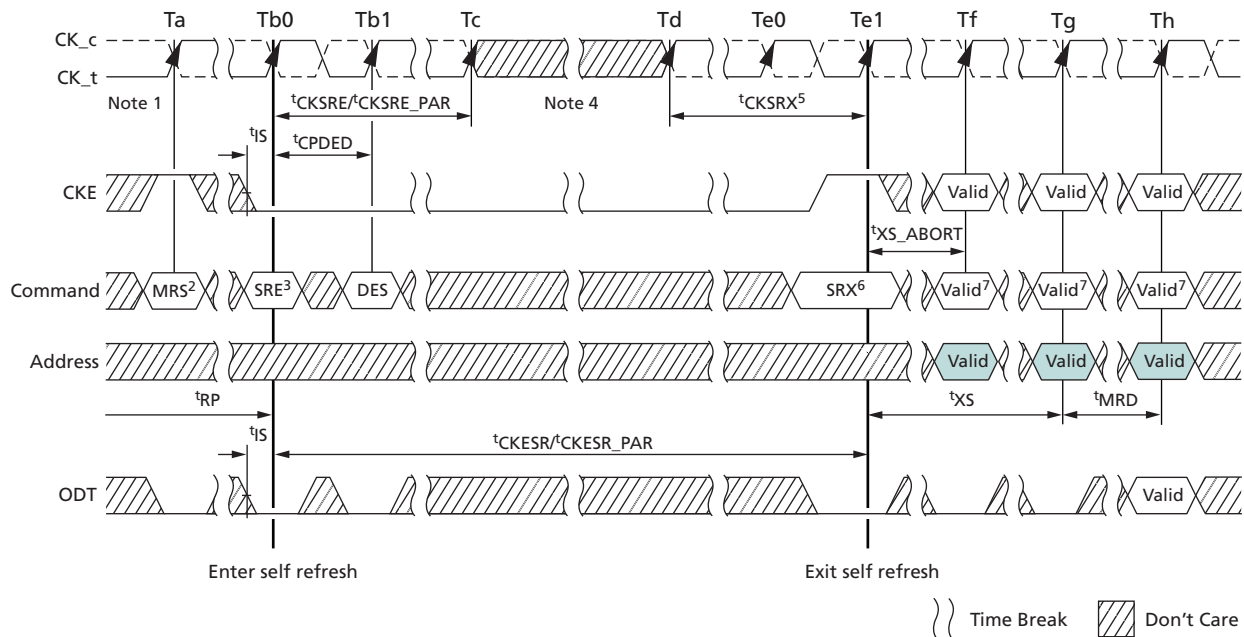 Ta Tb0 Tb1 Tc Td Te0 Te1 Tf Tg Th
CK_c
CK_t
Note 1 tCKSRE/tCKSRE_PAR Note 4 tCKSRX5
tIS tCPDED
CKE Valid Valid Valid
tXS_ABORT
Command MRS2 SRE3 DES SRX6 Valid7 Valid7 Valid7
Address Valid Valid Valid
tRP tXS tMRD
tIS tCKESR/tCKESR_PAR
ODT Valid
Enter self refresh Exit self refresh
Time Break Don't Care